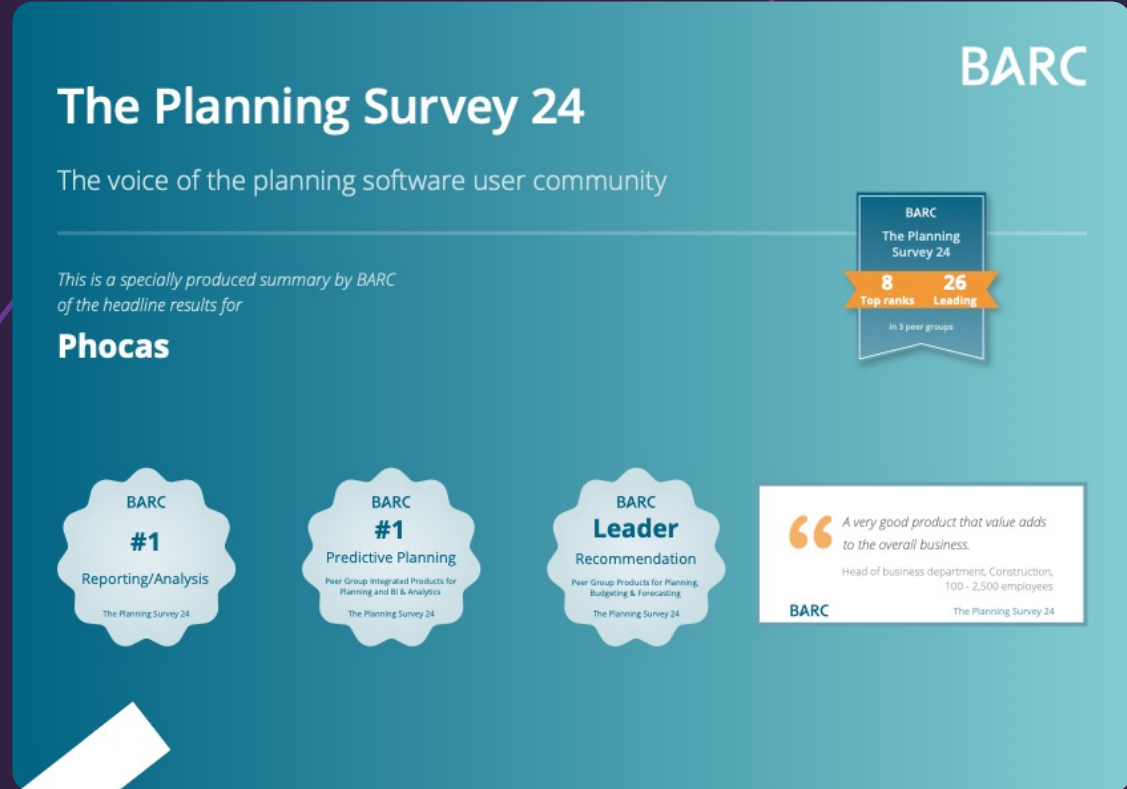 BARC
The Planning Survey 24
The voice of the planning software user community
BARC
The Planning
Survey 24
8 26
Top ranks Leading
in 3 peer groups
This is a specially produced summary by BARC
of the headline results for
Phocas
BARC
#1
Reporting/Analysis
The Planning Survey 24
BARC
#1
Predictive Planning
Peer Group Integrated Products for
Planning and BI & Analytics
The Planning Survey 24
BARC
Leader
Recommendation
Peer Group Products for Planning,
Budgeting & Forecasting
The Planning Survey 24
“
A very good product that value adds
to the overall business.
Head of business department, Construction,
100 - 2,500 employees
BARC The Planning Survey 24